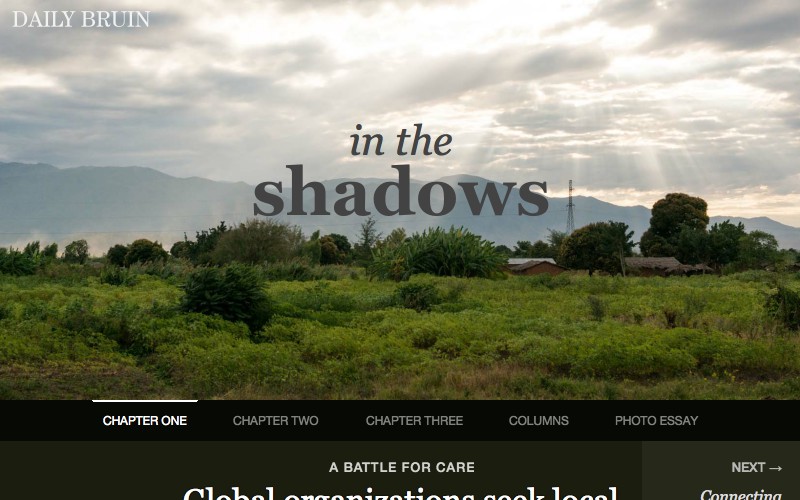 DAILY BRUIN
in the
shadows
CHAPTER ONE
CHAPTER TWO
CHAPTER THREE
COLUMNS
PHOTO ESSAY
A BATTLE FOR CARE
NEXT →
Global organizations seek local
Connecting